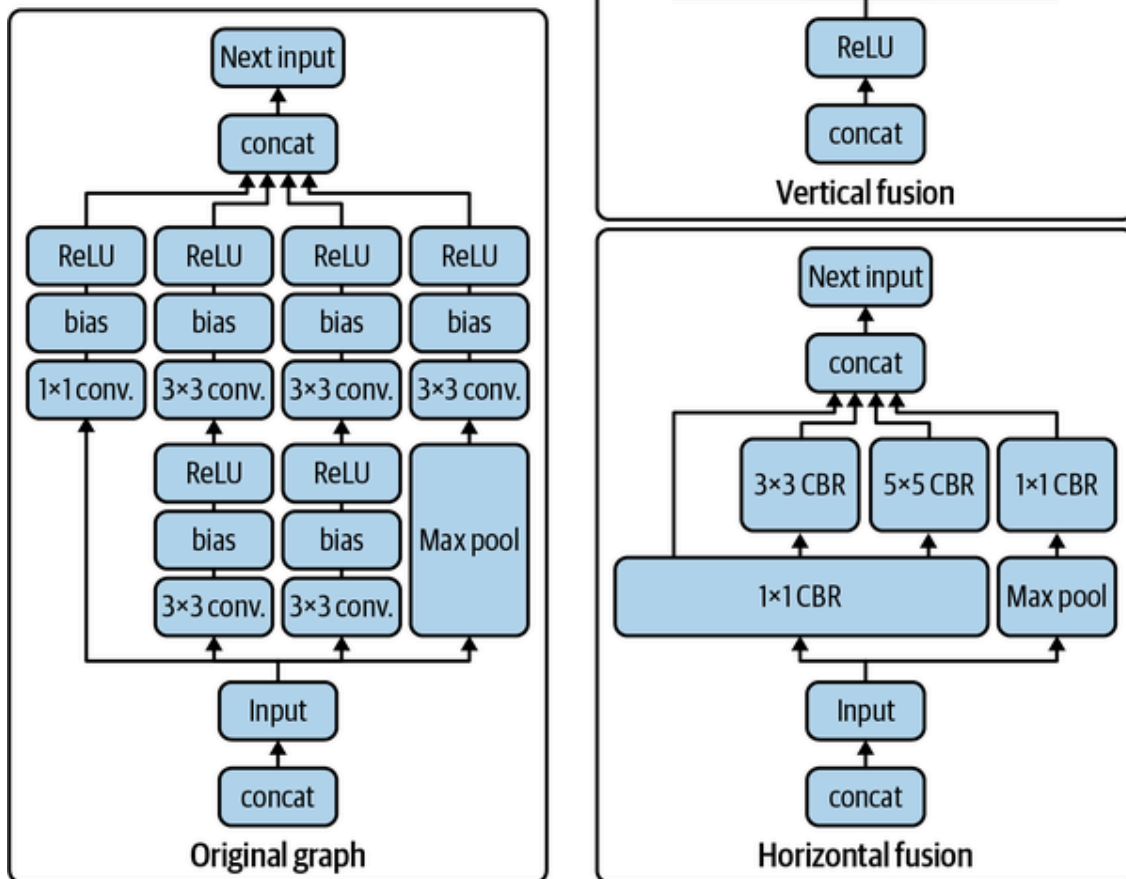 Next input
concat
ReLU ReLU ReLU ReLU
bias bias bias bias
1×1 conv. 3×3 conv. 3×3 conv. 3×3 conv.
ReLU ReLU
bias bias Max pool
3×3 conv. 3×3 conv.
Input
concat
Original graph
ReLU
concat
Vertical fusion
Next input
concat
3×3 CBR 5×5 CBR 1×1 CBR
1×1 CBR Max pool
Input
concat
Horizontal fusion